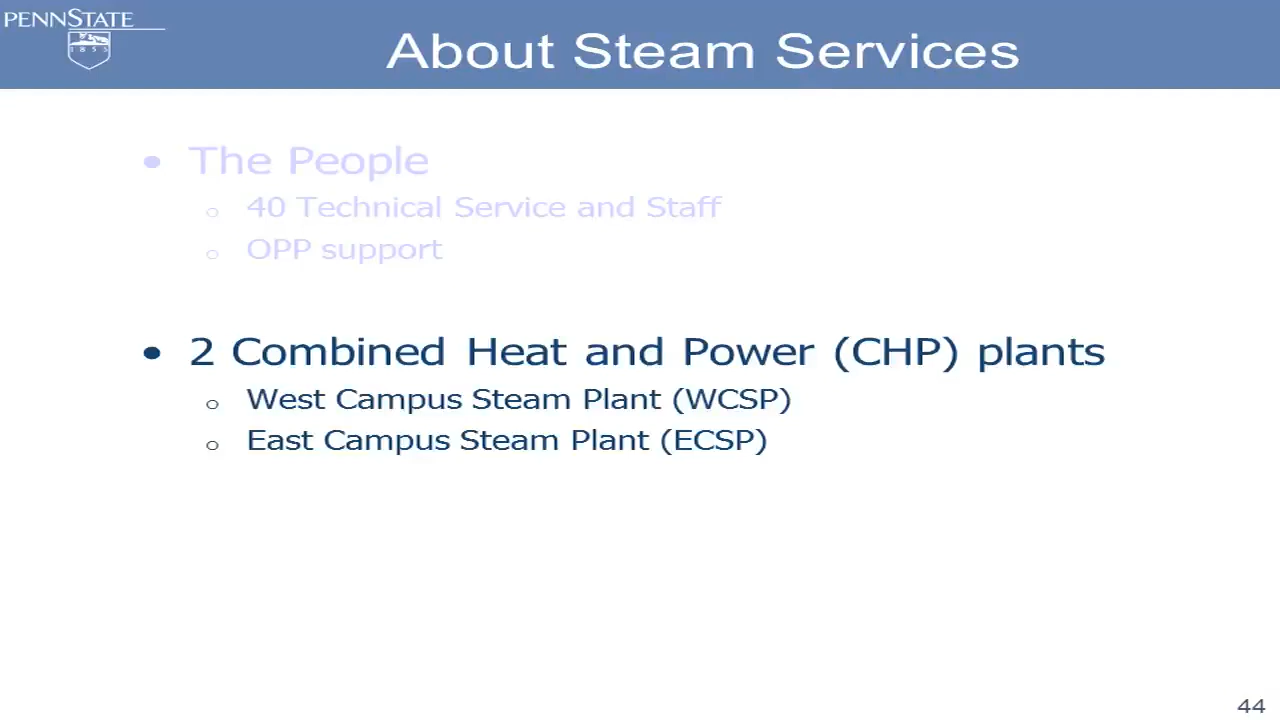 PENNSTATE
1855
About Steam Services
• The People
o 40 Technical Service and Staff
o OPP support
• 2 Combined Heat and Power (CHP) plants
o West Campus Steam Plant (WCSP)
o East Campus Steam Plant (ECSP)
44